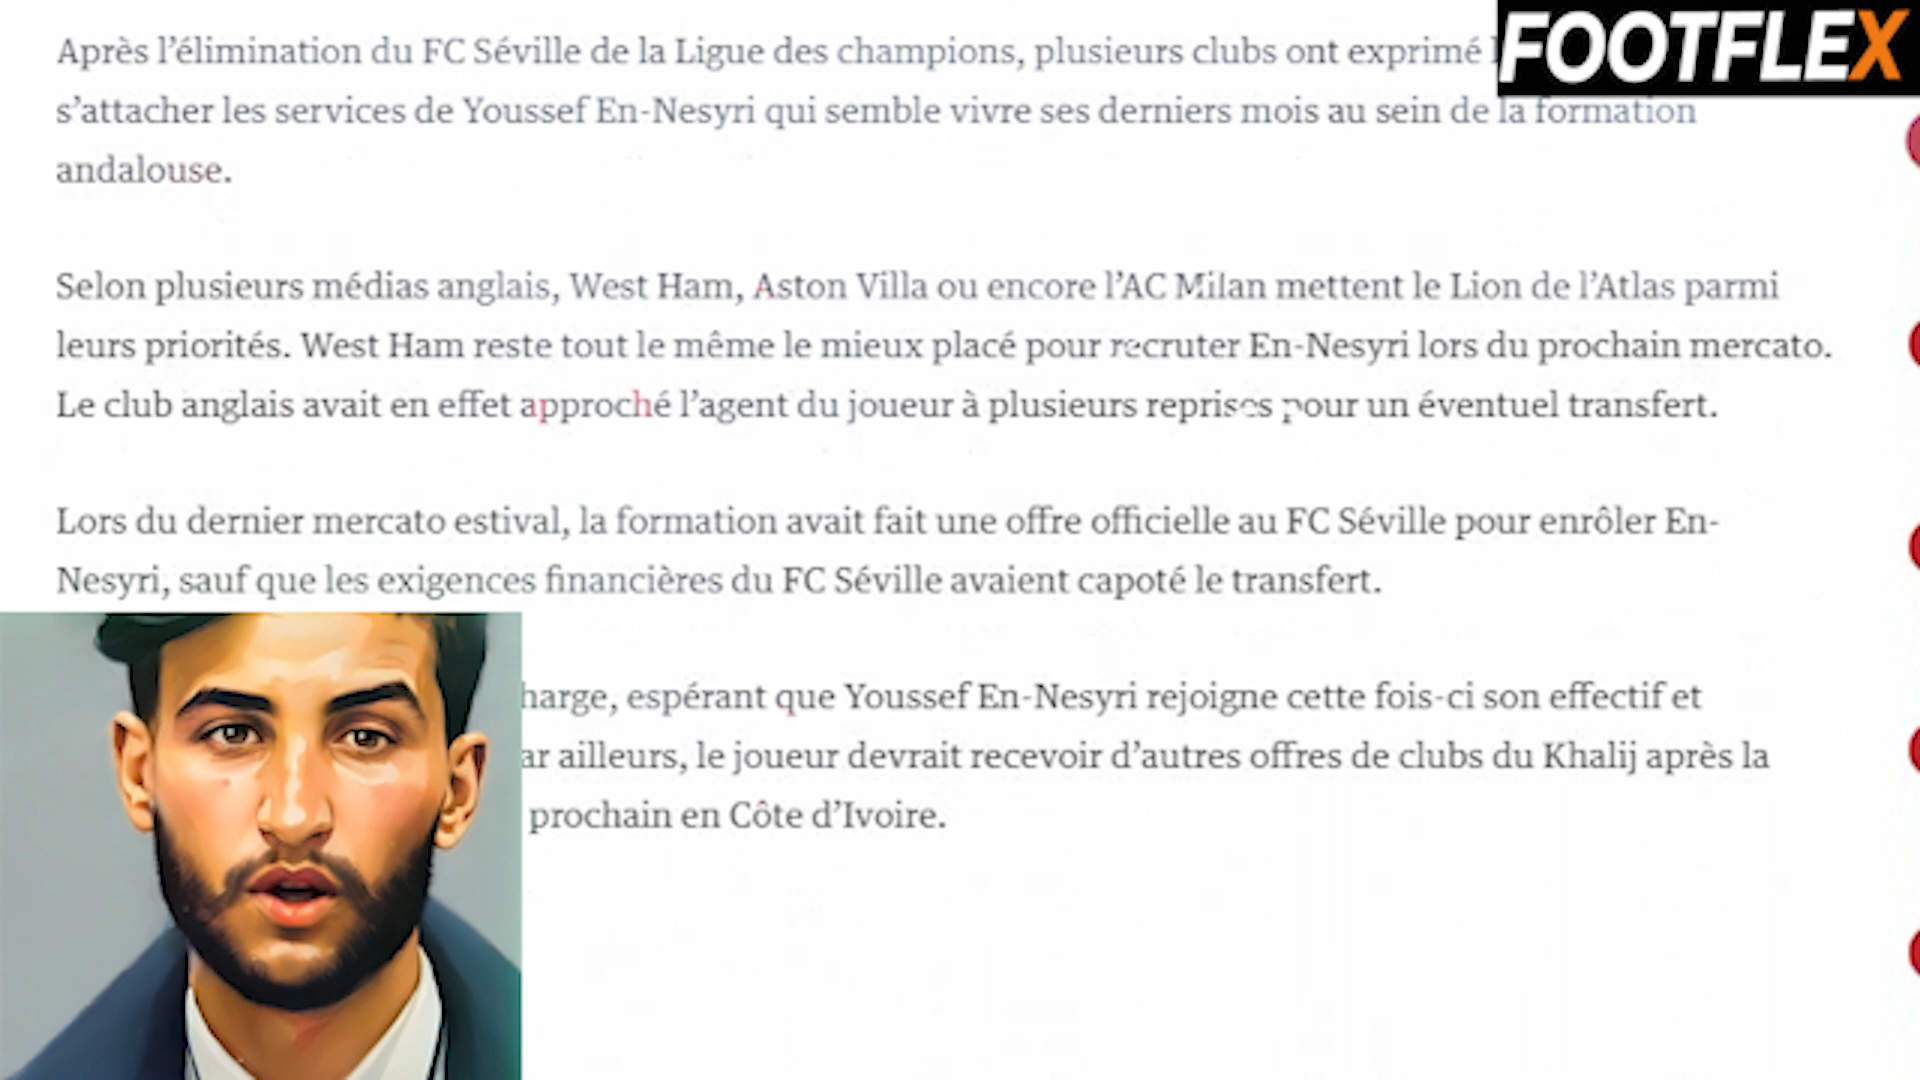 FOOTFLEX
Après l’élimination du FC Séville de la Ligue des champions, plusieurs clubs ont exprimé
s’attacher les services de Youssef En-Nesyri qui semble vivre ses derniers mois au sein de la formation
andalouse.
Selon plusieurs médias anglais, West Ham, Aston Villa ou encore l’AC Milan mettent le Lion de l’Atlas parmi
leurs priorités. West Ham reste tout le même le mieux placé pour recruter En-Nesyri lors du prochain mercato.
Le club anglais avait en effet approché l’agent du joueur à plusieurs reprises pour un éventuel transfert.
Lors du dernier mercato estival, la formation avait fait une offre officielle au FC Séville pour enrôler En-
Nesyri, sauf que les exigences financières du FC Séville avaient capoté le transfert.
espérant que Youssef En-Nesyri rejoigne cette fois-ci son effectif et
ailleurs, le joueur devrait recevoir d’autres offres de clubs du Khalij après la
prochain en Côte d’Ivoire.